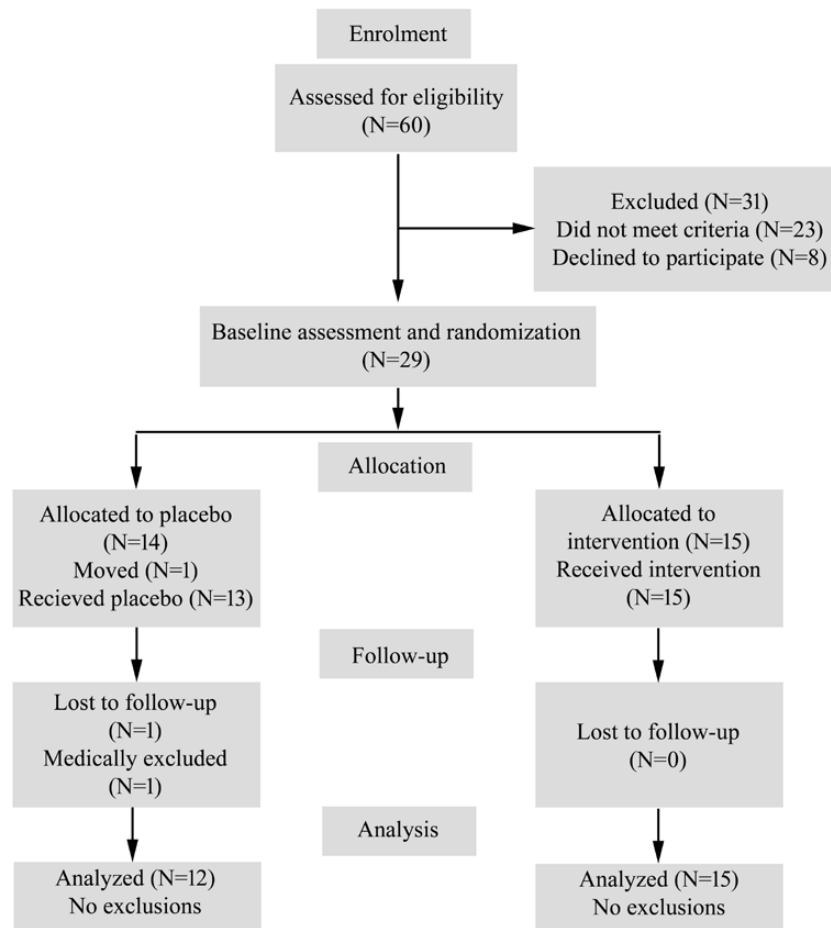 Enrolment
Assessed for eligibility
(N=60)
Excluded (N=31)
Did not meet criteria (N=23)
Declined to participate (N=8)
Baseline assessment and randomization
(N=29)
Allocation
Allocated to placebo
(N=14)
Moved (N=1)
Recieved placebo (N=13)
Allocated to
intervention (N=15)
Received intervention
(N=15)
Follow-up
Lost to follow-up
(N=1)
Medically excluded
(N=1)
Lost to follow-up
(N=0)
Analysis
Analyzed (N=12)
No exclusions
Analyzed (N=15)
No exclusions